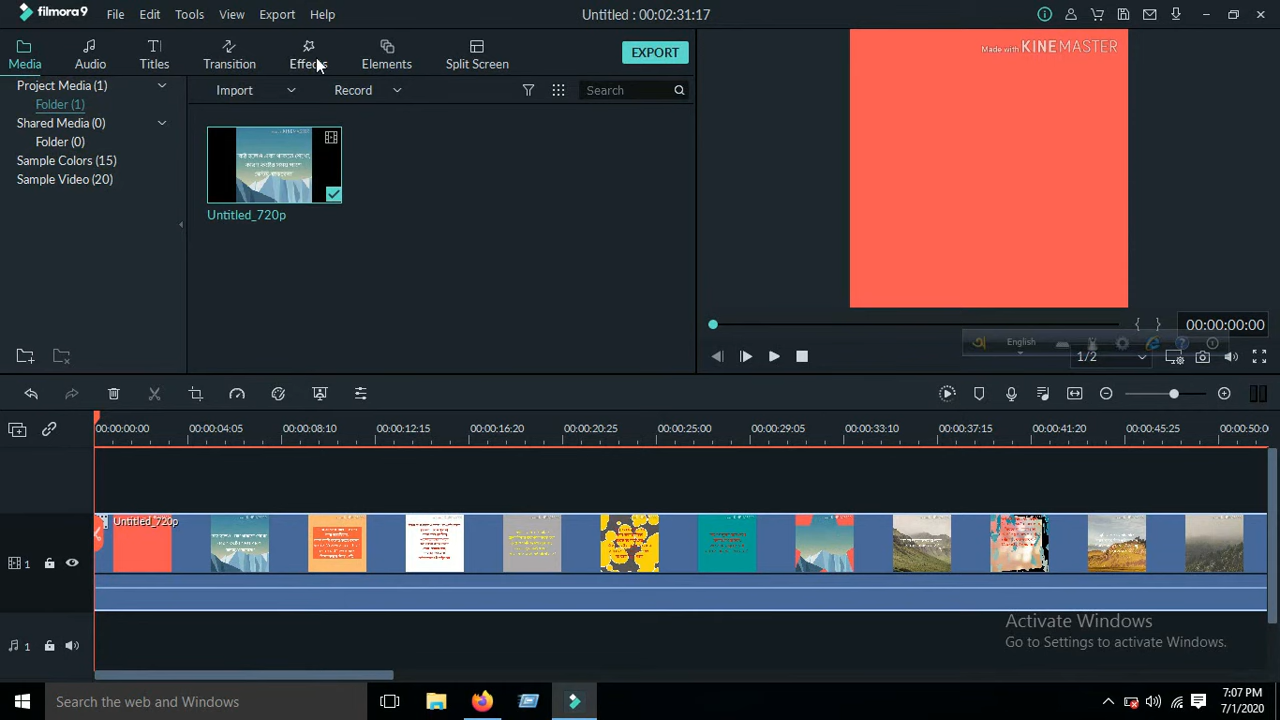 filmora9 File Edit Tools View Export Help Untitled : 00:02:31:17
Media Audio Titles Transition Effects Elements Split Screen EXPORT
Made with KINEMASTER
Project Media (1) Import Record Search
Folder (1)
Shared Media (0)
Folder (0)
Sample Colors (15)
Sample Video (20)
Untitled_720p
00:00:00:00
English
1/2
00:00:00:00 00:00:04:05 00:00:08:10 00:00:12:15 00:00:16:20 00:00:20:25 00:00:25:00 00:00:29:05 00:00:33:10 00:00:37:15 00:00:41:20 00:00:45:25 00:00:50:0
Untitled_720p
1
Activate Windows
Go to Settings to activate Windows.
1
Search the web and Windows
7:07 PM
7/1/2020